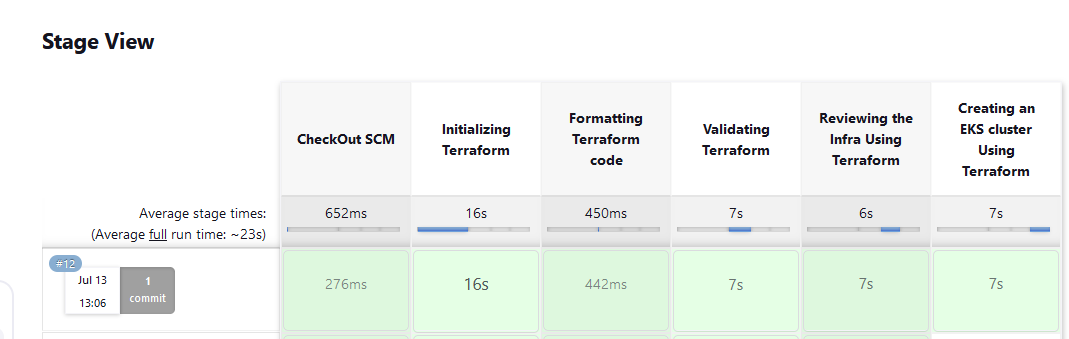 Stage View
CheckOut SCM
Initializing
Terraform
Formatting
Terraform
code
Validating
Terraform
Reviewing the
Infra Using
Terraform
Creating an
EKS cluster
Using
Terraform
Average stage times:
(Average full run time: ~23s)
652ms
16s
450ms
7s
6s
7s
#12
Jul 13
13:06
1
commit
276ms
16s
442ms
7s
7s
7s